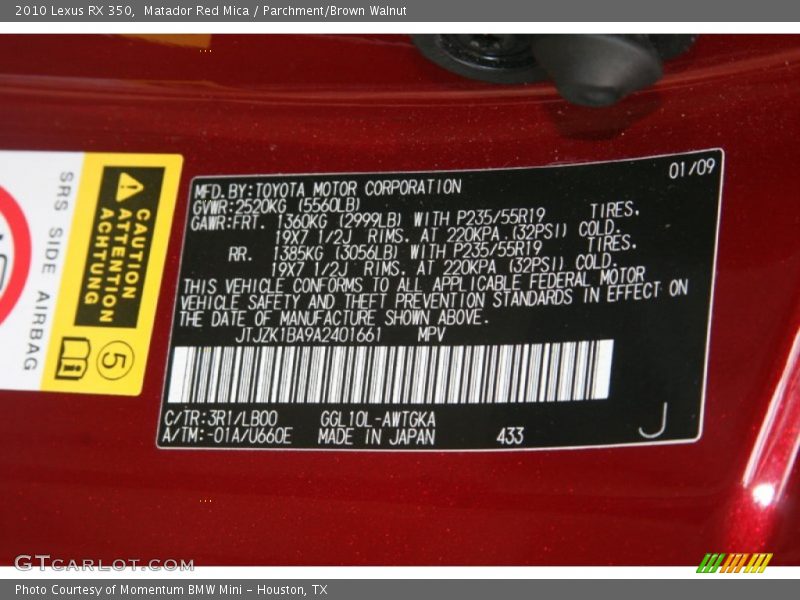 2010 Lexus RX 350, Matador Red Mica / Parchment/Brown Walnut
01/09
MFD. BY: TOYOTA MOTOR CORPORATION
GVWR: 2520KG (5560LB)
GAWR: FRT. 1360KG (2999LB) WITH P235/55R19 TIRES,
19X7 1/2J RIMS, AT 220KPA (32PSI) COLD.
RR. 1385KG (3056LB) WITH P235/55R19 TIRES,
19X7 1/2J RIMS, AT 220KPA (32PSI) COLD.
THIS VEHICLE CONFORMS TO ALL APPLICABLE FEDERAL MOTOR
VEHICLE SAFETY AND THEFT PREVENTION STANDARDS IN EFFECT ON
THE DATE OF MANUFACTURE SHOWN ABOVE.
JTJZK1BA9A2401661 MPV
C/TR: 3R1/LB00 GGL10L-AWTGKA
A/TM: -01A/U660E MADE IN JAPAN 433 J
CAUTION
ATTENTION
ACHTUNG
5
SRS SIDE AIRBAG
GTCARLOT.COM
Photo Courtesy of Momentum BMW Mini - Houston, TX